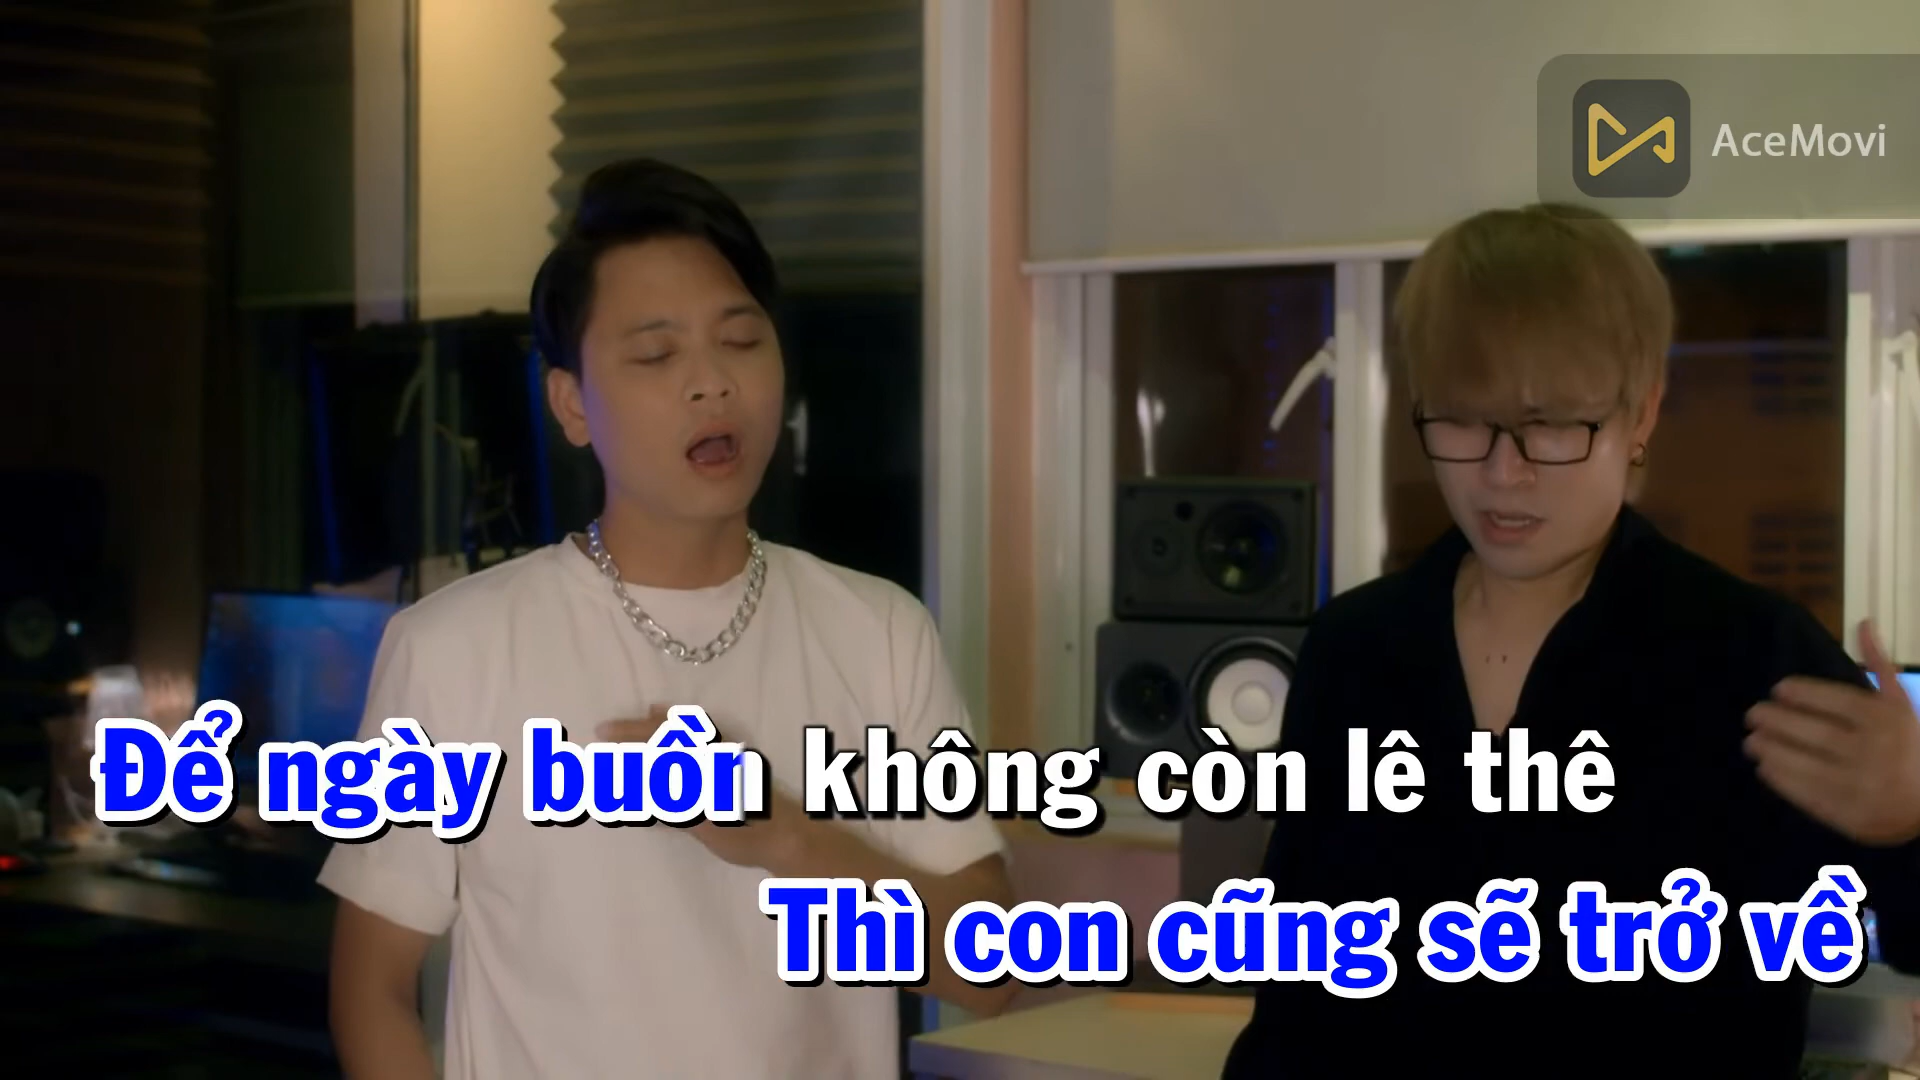 AceMovi
Để ngày buồn không còn lê thê
Thì con cũng sẽ trở về